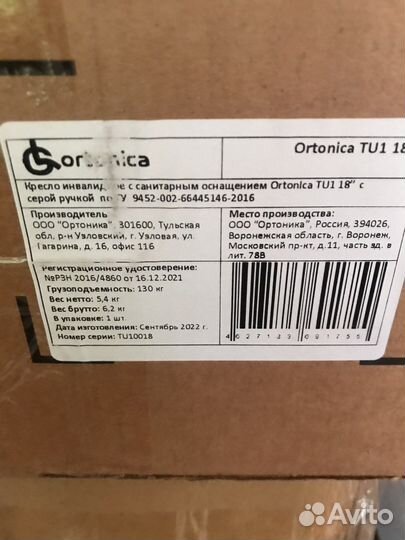 ortonica
Ortonica TU1 18
Кресло инвалидное с санитарным оснащением Ortonica TU1 18" с
серой ручкой по ТУ 9452-002-66445146-2016
Производитель
ООО "Ортоника", 301600, Тульская
обл, р-н Узловский, г. Узловая, ул.
Гагарина, д. 16, офис 116
Место производства:
ООО "Ортоника", Россия, 394026,
Воронежская область, г. Воронеж,
Московский пр-кт, д.11, часть зд. в
лит. 78В
Регистрационное удостоверение:
№РЗН 2016/4860 от 16.12.2021
Грузоподъемность: 130 кг
Вес нетто: 5,4 кг
Вес брутто: 6,2 кг
В упаковке: 1 шт.
Дата изготовления: Сентябрь 2022 г.
Номер серии: TU10018
Avito